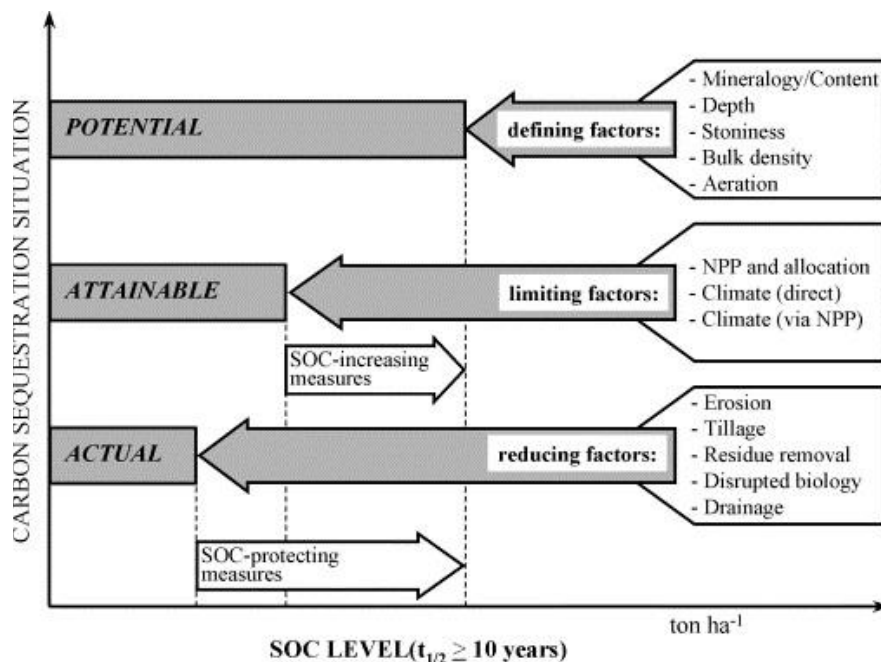 CARBON SEQUESTRATION SITUATION
POTENTIAL
defining factors:
- Mineralogy/Content
- Depth
- Stoniness
- Bulk density
- Aeration
ATTAINABLE
limiting factors:
- NPP and allocation
- Climate (direct)
- Climate (via NPP)
SOC-increasing
measures
ACTUAL
reducing factors:
- Erosion
- Tillage
- Residue removal
- Disrupted biology
- Drainage
SOC-protecting
measures
ton ha⁻¹
SOC LEVEL(t₁/₂ ≥ 10 years)